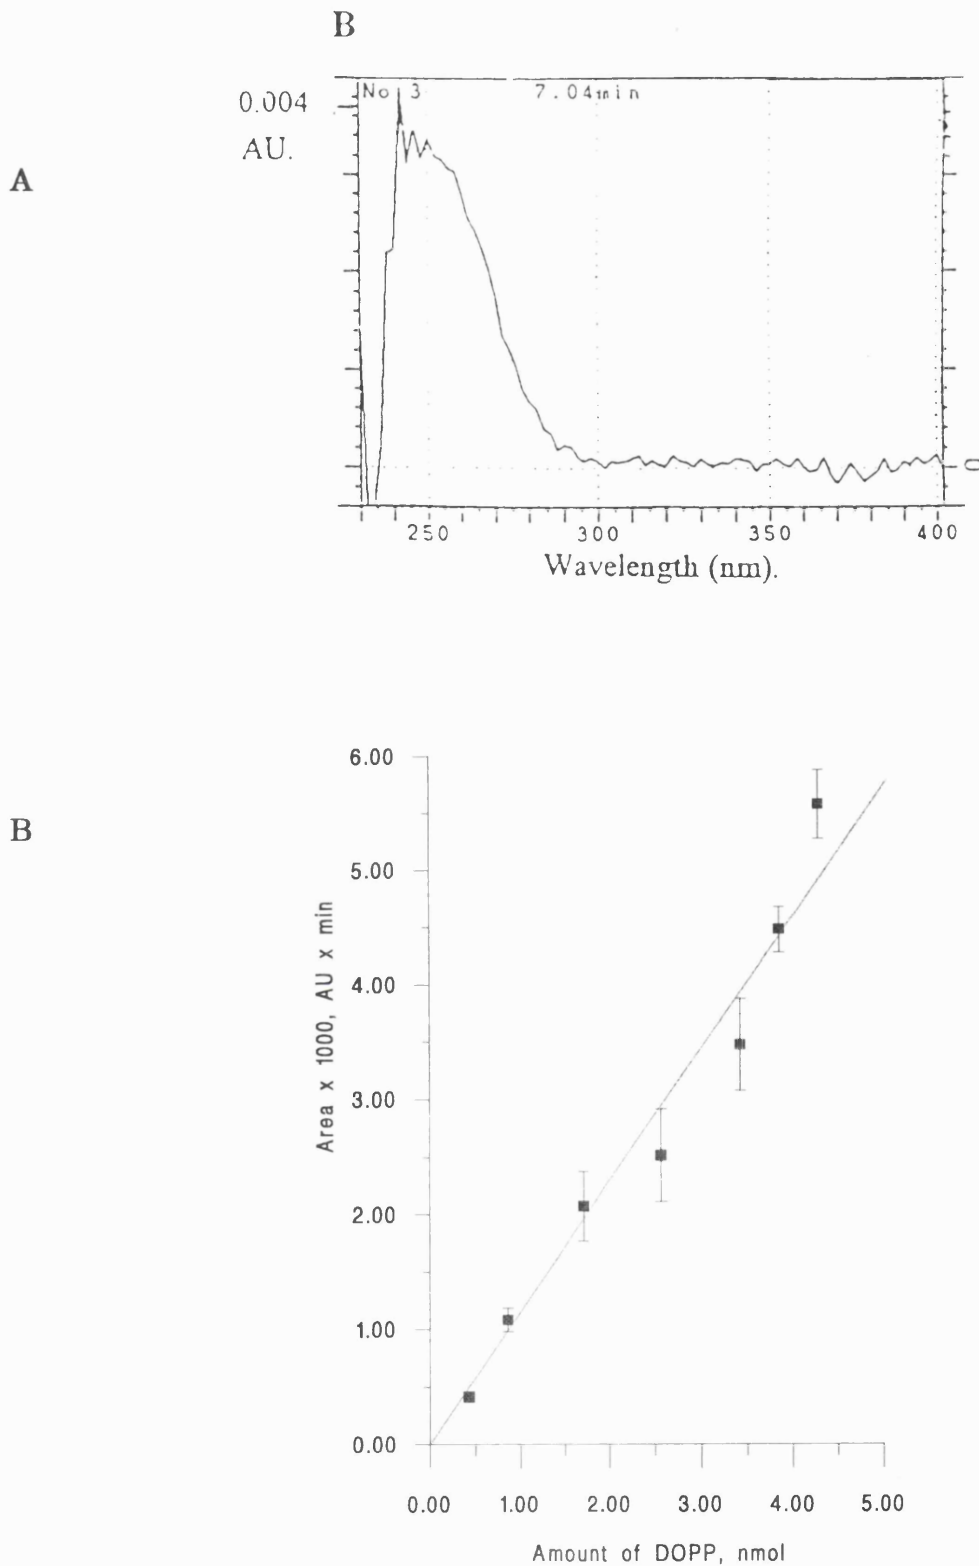 B
A
0.004
AU.
No 3 7.04min
0
250 300 350 400
Wavelength (nm).
B
6.00
5.00
4.00
3.00
2.00
1.00
0.00
Area x 1000, AU x min
0.00 1.00 2.00 3.00 4.00 5.00
Amount of DOPP, nmol